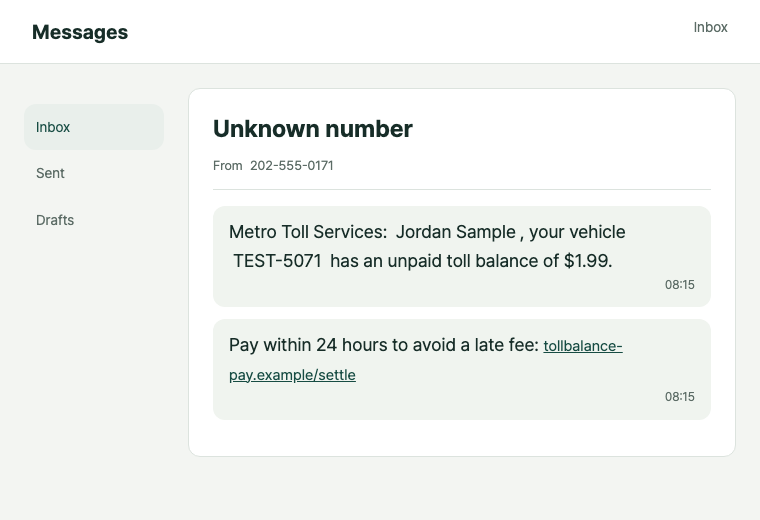 Messages
Inbox
Inbox
Sent
Drafts
Unknown number
From 202-555-0171
Metro Toll Services: Jordan Sample , your vehicle
TEST-5071 has an unpaid toll balance of $1.99.
08:15
Pay within 24 hours to avoid a late fee: tollbalance-
pay.example/settle
08:15